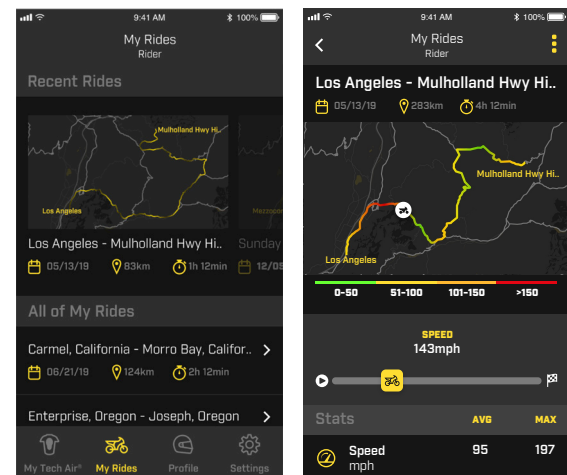 9:41 AM
100%
My Rides
Rider
Recent Rides
Mulholland Hwy Hi..
Los Angeles
Los Angeles - Mulholland Hwy Hi..
Sunday
05/13/19
83km
1h 12min
All of My Rides
Carmel, California - Morro Bay, Califor..
06/21/19
124km
2h 12min
Enterprise, Oregon - Joseph, Oregon
My Tech Air®
My Rides
Profile
Settings
9:41 AM
100%
My Rides
Rider
Los Angeles - Mulholland Hwy Hi..
05/13/19
283km
4h 12min
Mulholland Hwy Hi..
Los Angeles
0-50
51-100
101-150
>150
SPEED
143mph
Stats
AVG
MAX
Speed
95
197
mph